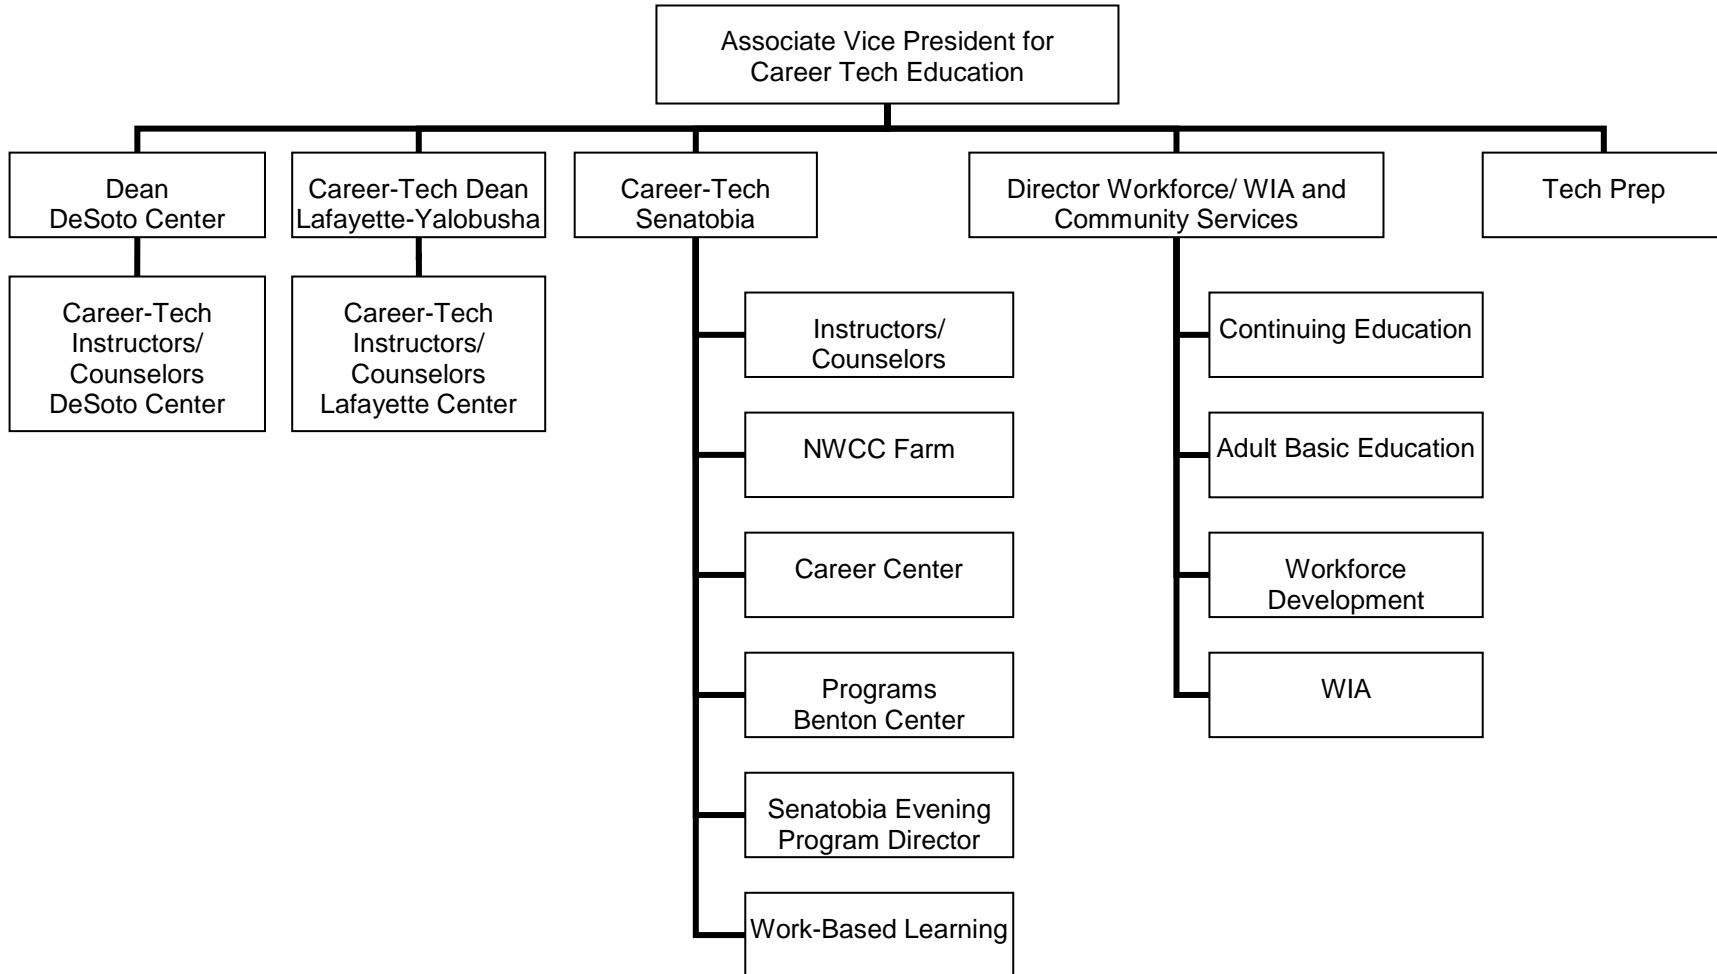 Associate Vice President for
Career Tech Education
Dean
DeSoto Center
Career-Tech Dean
Lafayette-Yalobusha
Career-Tech
Senatobia
Director Workforce/ WIA and
Community Services
Tech Prep
Career-Tech
Instructors/
Counselors
DeSoto Center
Career-Tech
Instructors/
Counselors
Lafayette Center
Instructors/
Counselors
NWCC Farm
Career Center
Programs
Benton Center
Senatobia Evening
Program Director
Work-Based Learning
Continuing Education
Adult Basic Education
Workforce
Development
WIA